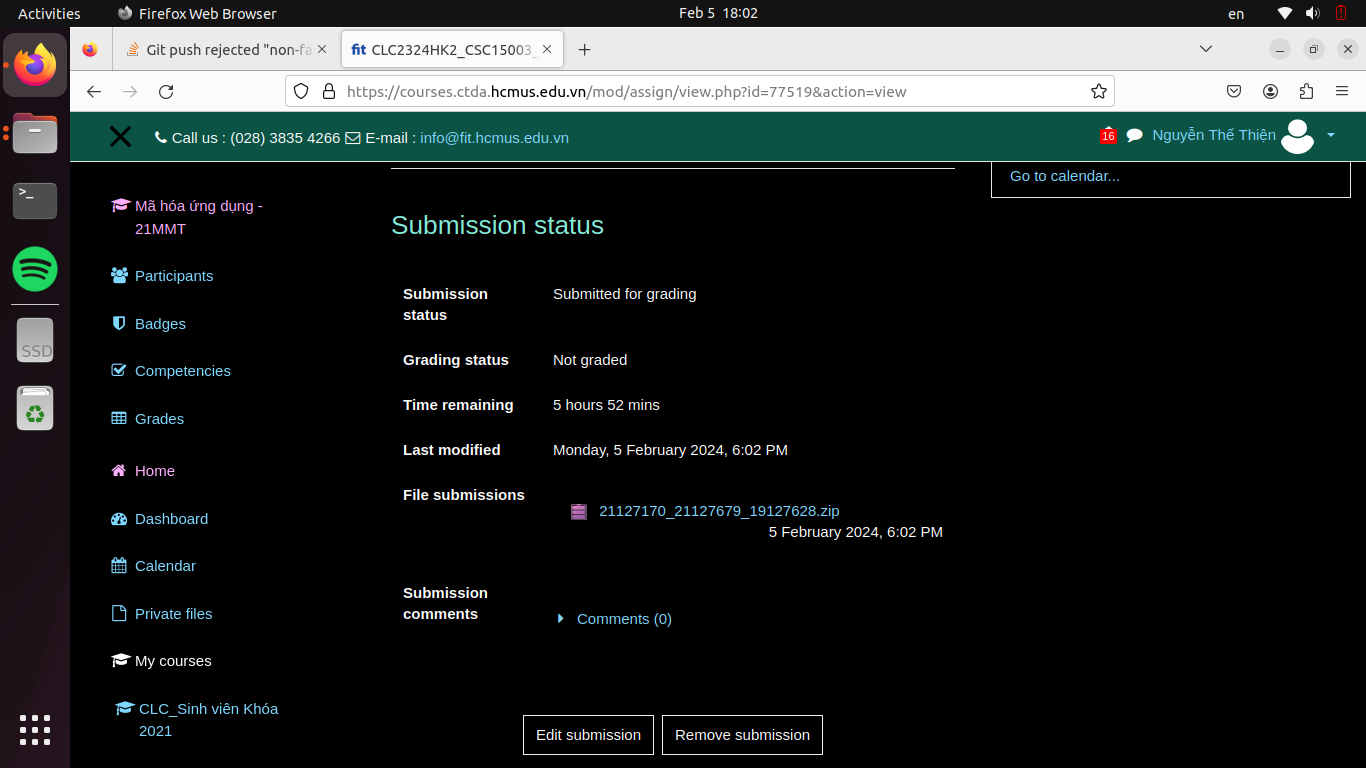 Activities
Firefox Web Browser
Feb 5 18:02
en
Git push rejected "non-fa
fit CLC2324HK2_CSC15003_
https://courses.ctda.hcmus.edu.vn/mod/assign/view.php?id=77519&action=view
Call us : (028) 3835 4266 E-mail : info@fit.hcmus.edu.vn
16
Nguyễn Thế Thiện
Go to calendar...
Mã hóa ứng dụng -
21MMT
Participants
Badges
Competencies
Grades
Home
Dashboard
Calendar
Private files
My courses
CLC_Sinh viên Khóa
2021
>_
SSD
Submission status
Submission
status
Submitted for grading
Grading status
Not graded
Time remaining
5 hours 52 mins
Last modified
Monday, 5 February 2024, 6:02 PM
File submissions
21127170_21127679_19127628.zip
5 February 2024, 6:02 PM
Submission
comments
Comments (0)
Edit submission
Remove submission